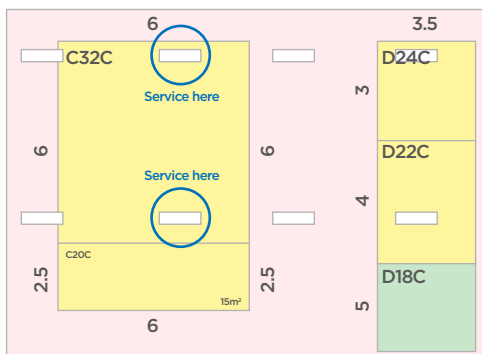 6
3.5
C32C
D24C
Service here
3
6
6
D22C
Service here
4
C20C
2.5
2.5
D18C
15m²
5
6